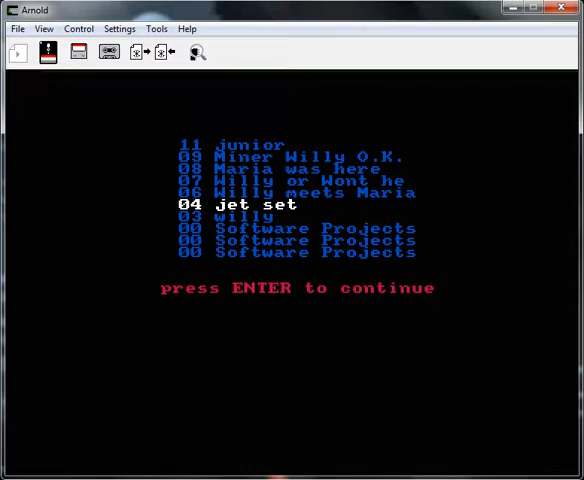 Arnold
File View Control Settings Tools Help
11 junior
09 Miner Willy O.K.
08 Maria was here
07 Willy or Wont he
06 Willy meets Maria
04 jet set
03 willy
00 Software Projects
00 Software Projects
00 Software Projects
press ENTER to continue